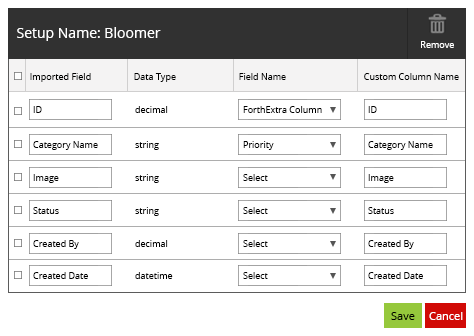 Setup Name: Bloomer
Remove
Imported Field Data Type Field Name Custom Column Name
ID decimal ForthExtra Column ID
Category Name string Priority Category Name
Image string Select Image
Status string Select Status
Created By decimal Select Created By
Created Date datetime Select Created Date
Save Cancel